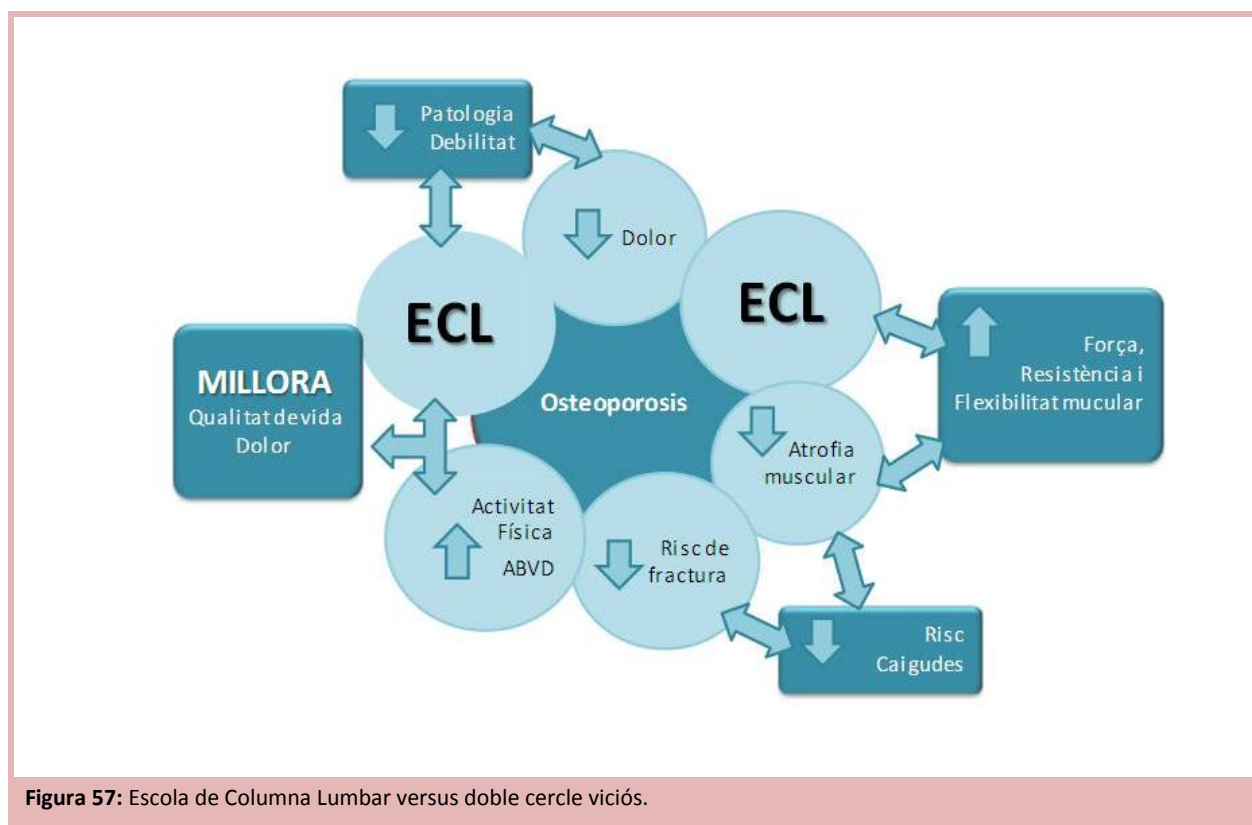 Patologia
Debilitat
Dolor
ECL
ECL
MILLORA
Qualitat de vida
Dolor
Osteoporosis
Força,
Resistència i
Flexibilitat mucular
Atrofia
muscular
Activitat
Física
ABVD
Risc de
fractura
Risc
Caigudes
Figura 57: Escola de Columna Lumbar versus doble cercle viciós.